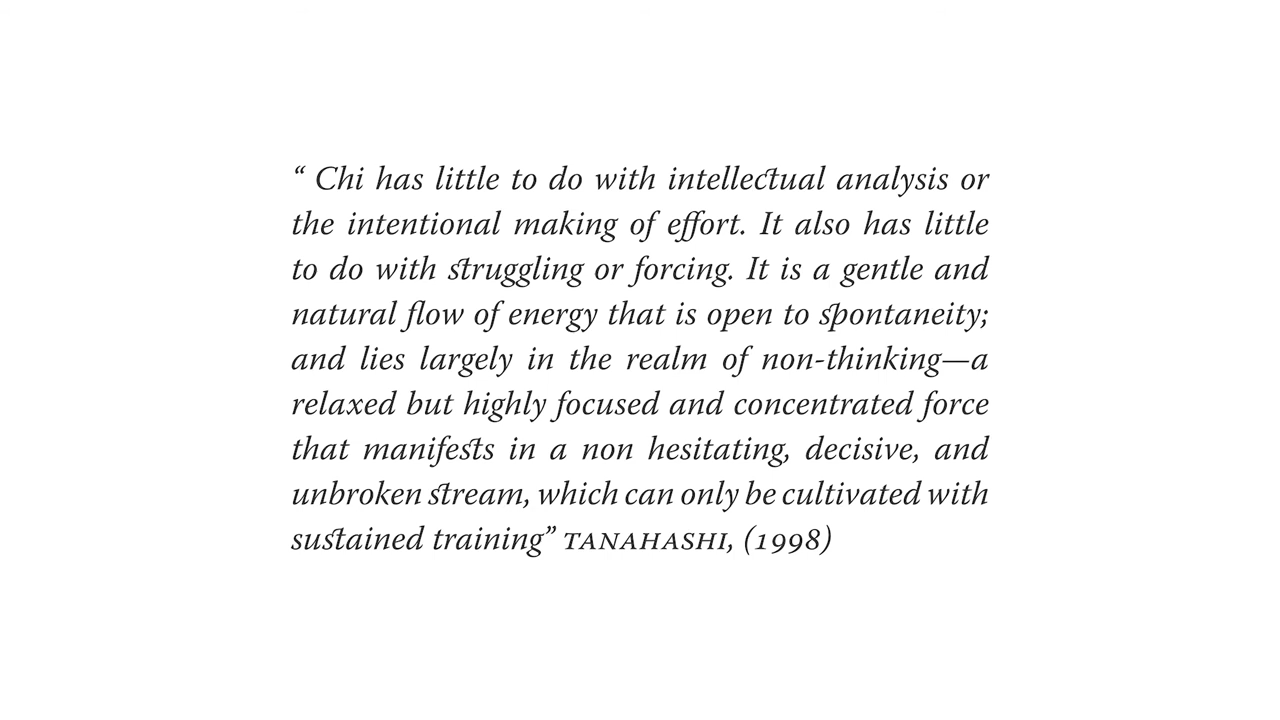 “ Chi has little to do with intellectual analysis or
the intentional making of effort. It also has little
to do with struggling or forcing. It is a gentle and
natural flow of energy that is open to spontaneity;
and lies largely in the realm of non-thinking—a
relaxed but highly focused and concentrated force
that manifests in a non hesitating, decisive, and
unbroken stream, which can only be cultivated with
sustained training” TANAHASHI, (1998)